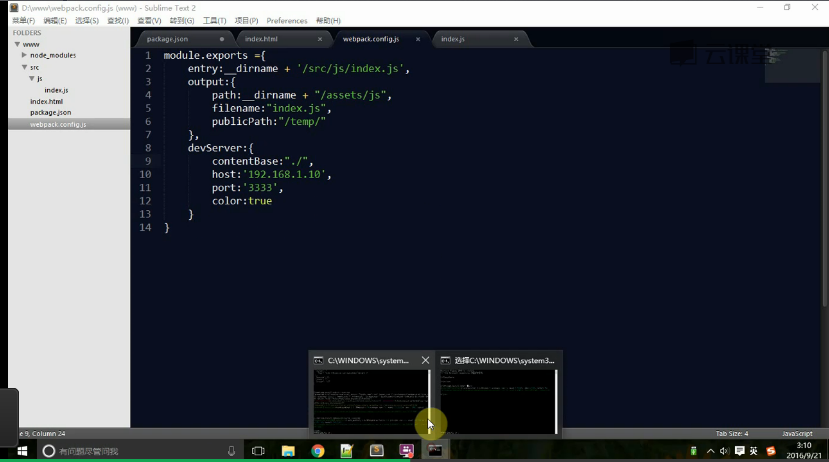 D:\www\webpack.config.js (www) - Sublime Text 2
菜单(F) 编辑(E) 选择(S) 查找(I) 查看(V) 转到(G) 工具(T) 项目(P) Preferences 帮助(H)
FOLDERS
www
node_modules
src
js
index.js
index.html
package.json
webpack.config.js
package.json index.html webpack.config.js index.js
云课堂
1 module.exports ={
2 entry:__dirname + '/src/js/index.js',
3 output:{
4 path:__dirname + "/assets/js",
5 filename:"index.js",
6 publicPath:"/temp/"
7 },
8 devServer:{
9 contentBase:"./",
10 host:'192.168.1.10',
11 port:'3333',
12 color:true
13 }
14 }
C:\WINDOWS\system... 选择C:\WINDOWS\system3...
9, Column 24 Tab Size: 4 JavaScript
有问题尽管问我
英
3:10
2016/9/21